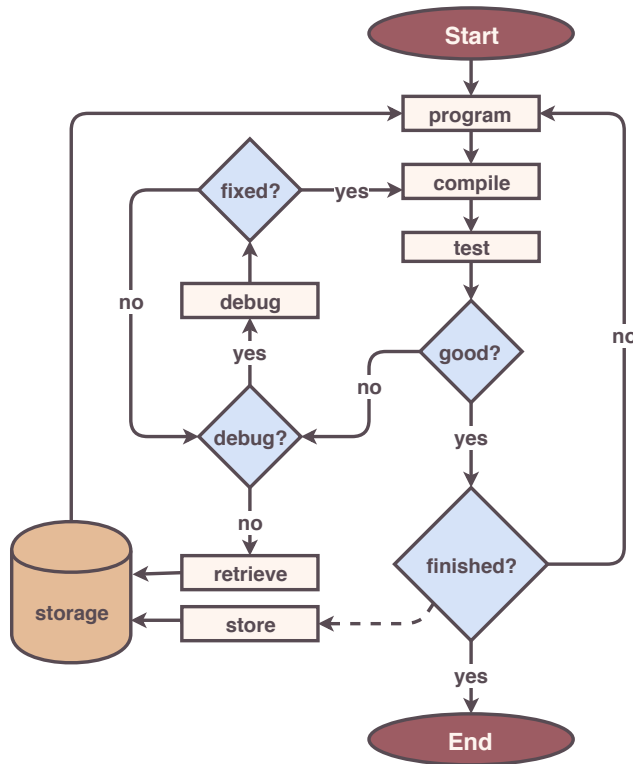 Start
program
fixed?
yes
compile
test
no
debug
no
yes
good?
no
debug?
yes
no
retrieve
finished?
storage
store
yes
End